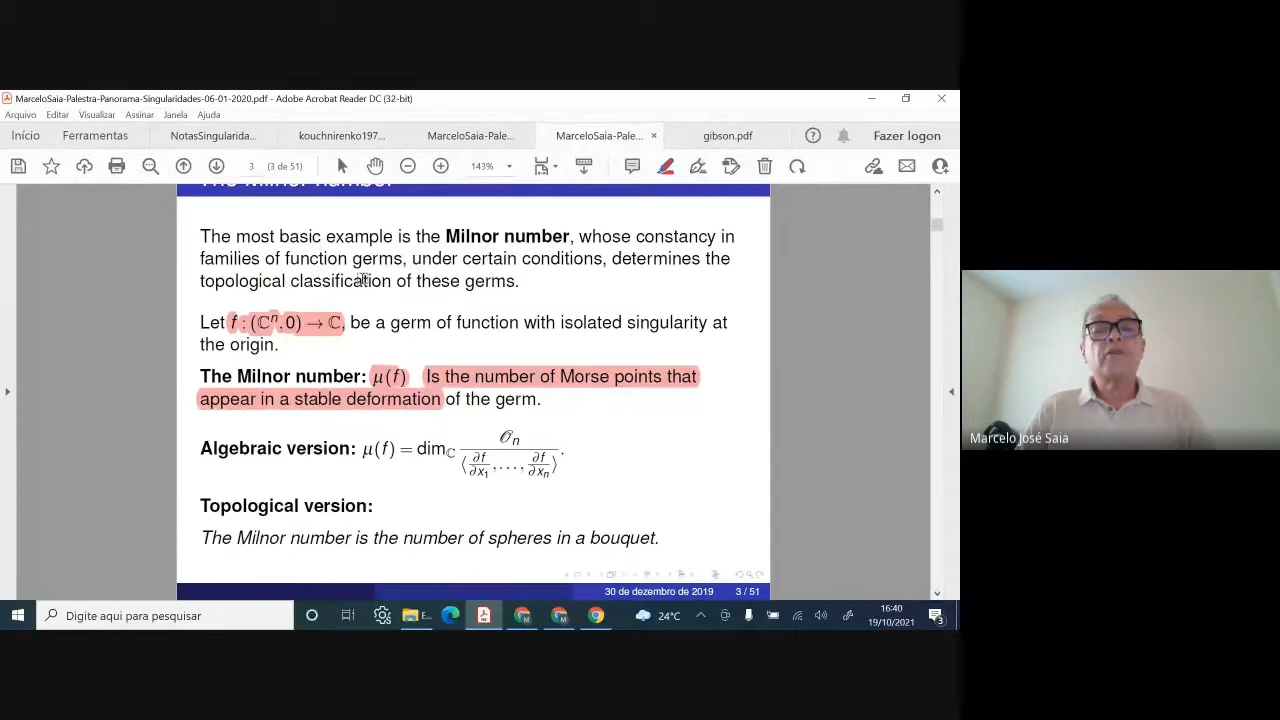 MarceloSaia-Palestra-Panorama-Singularidades-06-01-2020.pdf - Adobe Acrobat Reader DC (32-bit)
Arquivo Editar Visualizar Assinar Janela Ajuda
Início Ferramentas NotasSingularida... kouchnirenko197... MarceloSaia-Pale... MarceloSaia-Pale... × gibson.pdf Fazer logon
3 (3 de 51) 143%
The Milnor number
The most basic example is the Milnor number, whose constancy in
families of function germs, under certain conditions, determines the
topological classification of these germs.
Let f : (ℂⁿ, 0) → ℂ, be a germ of function with isolated singularity at
the origin.
The Milnor number: μ(f) Is the number of Morse points that
appear in a stable deformation of the germ.
Algebraic version: μ(f) = dim_ℂ 𝒪ₙ / ⟨∂f/∂x₁, . . . , ∂f/∂xₙ⟩.
Topological version:
The Milnor number is the number of spheres in a bouquet.
30 de dezembro de 2019 3 / 51
Marcelo José Saia
Digite aqui para pesquisar E... 24°C 16:40
19/10/2021 3